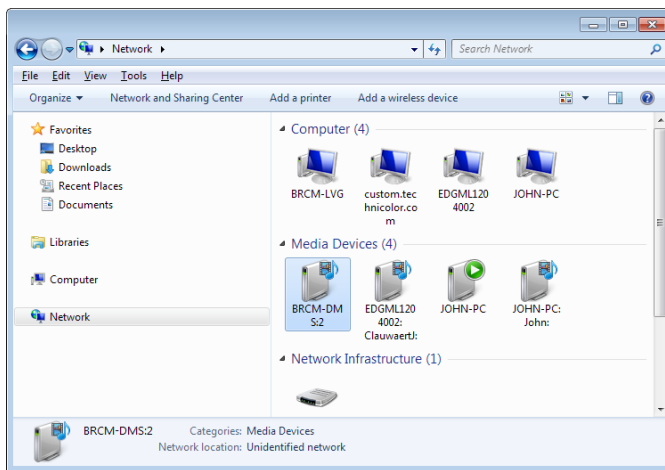 Network
Search Network
File Edit View Tools Help
Organize Network and Sharing Center Add a printer Add a wireless device
Favorites
Desktop
Downloads
Recent Places
Documents
Libraries
Computer
Network
Computer (4)
BRCM-LVG
custom.tec
hnicolor.co
m
EDGML120
4002
JOHN-PC
Media Devices (4)
BRCM-DM
S:2
EDGML120
4002:
ClauwaertJ:
JOHN-PC
JOHN-PC:
John:
Network Infrastructure (1)
BRCM-DMS:2 Categories: Media Devices
Network location: Unidentified network